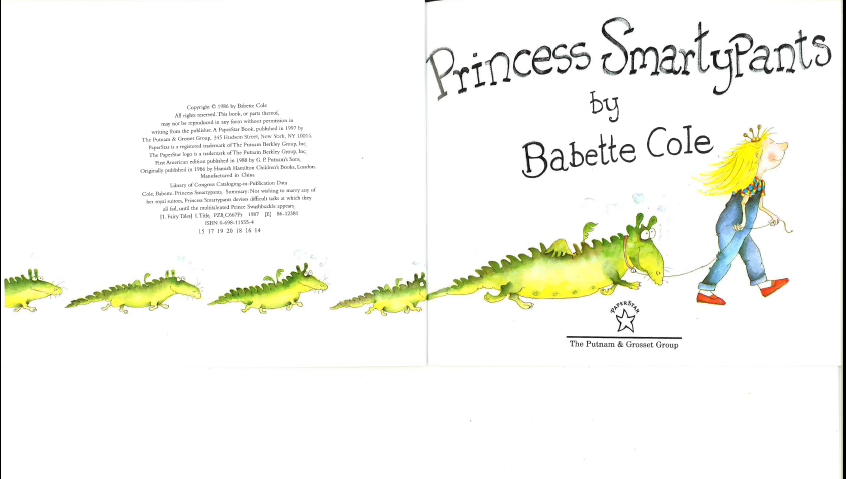 Copyright © 1986 by Babette Cole
All rights reserved. This book, or parts thereof,
may not be reproduced in any form without permission in
writing from the publisher. A PaperStar Book, published in 1997 by
The Putnam & Grosset Group, 345 Hudson Street, New York, NY 10014.
PaperStar is a registered trademark of The Putnam Berkley Group, Inc.
The PaperStar logo is a trademark of The Putnam Berkley Group, Inc.
First American edition published in 1988 by G. P. Putnam's Sons,
Originally published in 1986 by Hamish Hamilton Children's Books, London.
Manufactured in China
Library of Congress Cataloging-in-Publication Data
Cole, Babette. Princess Smartypants. Summary: Not wishing to marry any of
her royal suitors, Princess Smartypants devises difficult tasks at which they
all fail, until the multitalented Prince Swashbuckle appears.
[1. Fairy Tales] I. Title. PZ8.C667Pr 1987 [E] 86-12381
ISBN 0-698-11555-4
15 17 19 20 18 16 14
Princess SmartyPants
by
Babette Cole
PAPERSTAR
The Putnam & Grosset Group